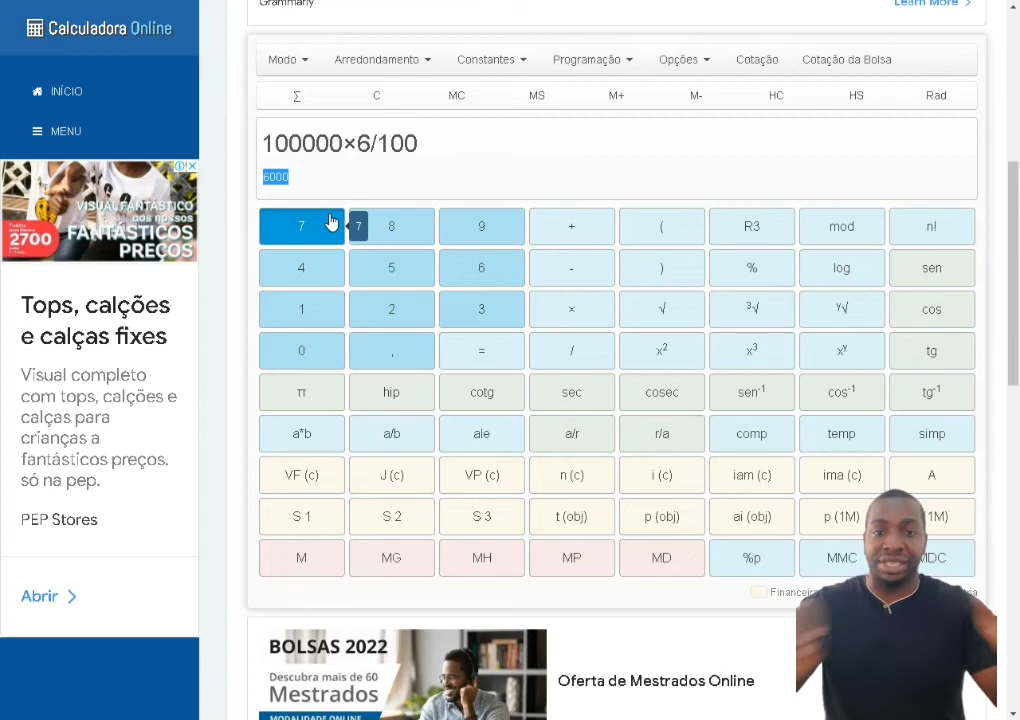 Calculadora Online
INÍCIO
MENU
VISUAL FANTÁSTICO
aos nossos
FANTÁSTICOS
PREÇOS
2700
Tops, calções
e calças fixes
Visual completo
com tops, calções e
calças para
crianças a
fantásticos preços.
só na pep.
PEP Stores
Abrir
Grammarly
Learn More
Modo Arredondamento Constantes Programação Opções Cotação Cotação da Bolsa
∑ C MC MS M+ M- HC HS Rad
100000×6/100
6000
7 7 8 9 + ( R3 mod n!
4 5 6 - ) % log sen
1 2 3 × √ ³√ ʸ√ cos
0 , = / x² x³ xʸ tg
π hip cotg sec cosec sen⁻¹ cos⁻¹ tg⁻¹
a*b a/b ale a/r r/a comp temp simp
VF (c) J (c) VP (c) n (c) i (c) iam (c) ima (c) A
S 1 S 2 S 3 t (obj) p (obj) ai (obj) p (1M) (1M)
M MG MH MP MD %p MMC MDC
Financeira
BOLSAS 2022
Descubra mais de 60
Mestrados
MODALIDADE ONLINE
Oferta de Mestrados Online